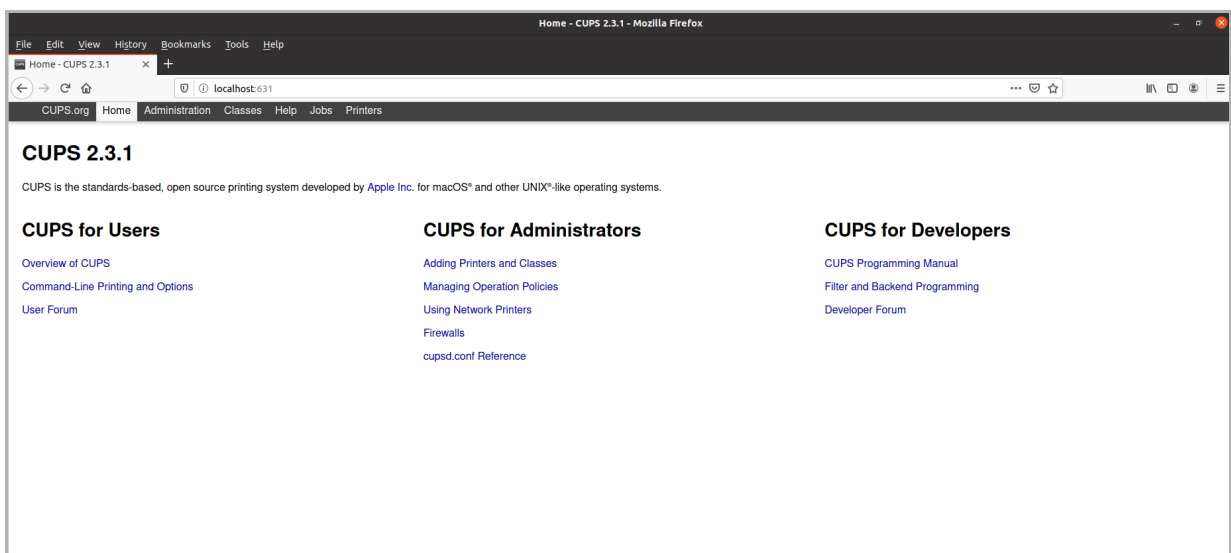 Home - CUPS 2.3.1 - Mozilla Firefox
File Edit View History Bookmarks Tools Help
Home - CUPS 2.3.1
localhost:631
CUPS.org Home Administration Classes Help Jobs Printers
CUPS 2.3.1
CUPS is the standards-based, open source printing system developed by Apple Inc. for macOS® and other UNIX®-like operating systems.
CUPS for Users
Overview of CUPS
Command-Line Printing and Options
User Forum
CUPS for Administrators
Adding Printers and Classes
Managing Operation Policies
Using Network Printers
Firewalls
cupsd.conf Reference
CUPS for Developers
CUPS Programming Manual
Filter and Backend Programming
Developer Forum